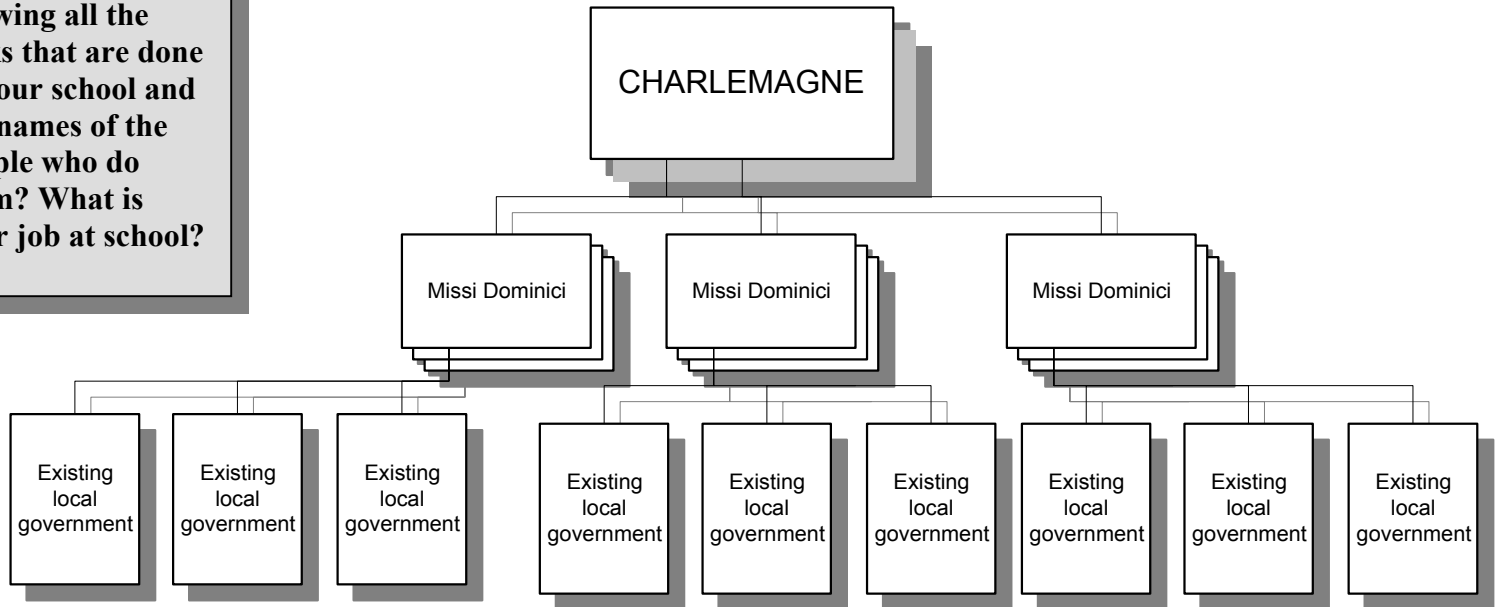 wing all the
ks that are done
our school and
names of the
ple who do
m? What is
r job at school?
CHARLEMAGNE
Missi Dominici
Missi Dominici
Missi Dominici
Existing
local
government
Existing
local
government
Existing
local
government
Existing
local
government
Existing
local
government
Existing
local
government
Existing
local
government
Existing
local
government
Existing
local
government